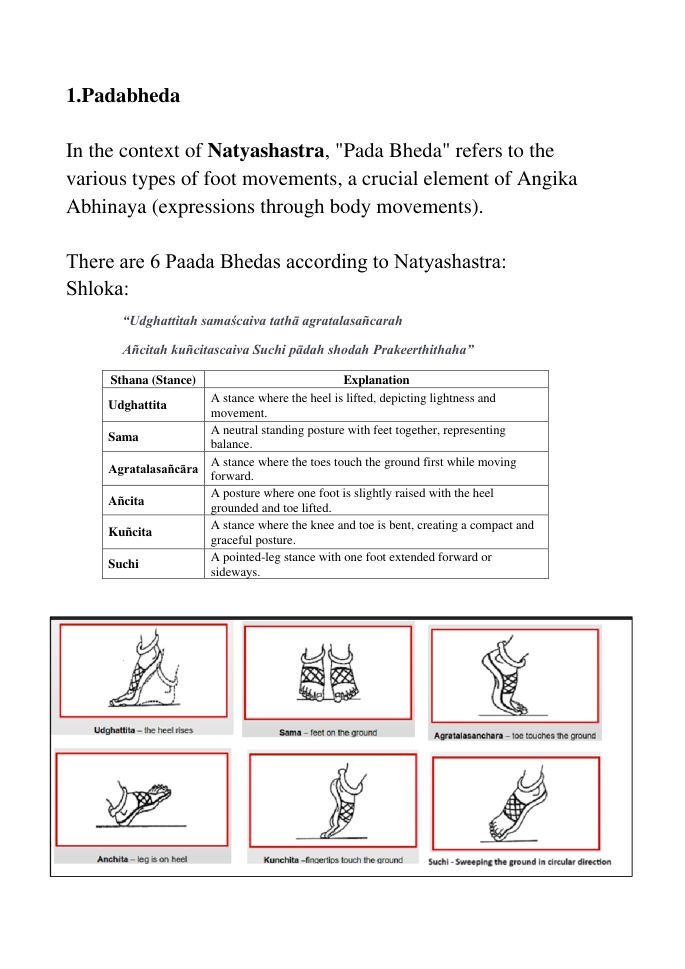 1.Padabheda
In the context of Natyashastra, "Pada Bheda" refers to the
various types of foot movements, a crucial element of Angika
Abhinaya (expressions through body movements).
There are 6 Paada Bhedas according to Natyashastra:
Shloka:
“Udghattitah samaścaiva tathā agratalasañcarah
Añcitah kuñcitascaiva Suchi pādah shodah Prakeerthithaha”
Sthana (Stance) Explanation
Udghattita A stance where the heel is lifted, depicting lightness and
movement.
Sama A neutral standing posture with feet together, representing
balance.
Agratalasañcāra A stance where the toes touch the ground first while moving
forward.
Añcita A posture where one foot is slightly raised with the heel
grounded and toe lifted.
Kuñcita A stance where the knee and toe is bent, creating a compact and
graceful posture.
Suchi A pointed-leg stance with one foot extended forward or
sideways.
Udghattita – the heel rises
Sama – feet on the ground
Agratalasanchara – toe touches the ground
Anchita – leg is on heel
Kunchita –fingertips touch the ground
Suchi - Sweeping the ground in circular direction